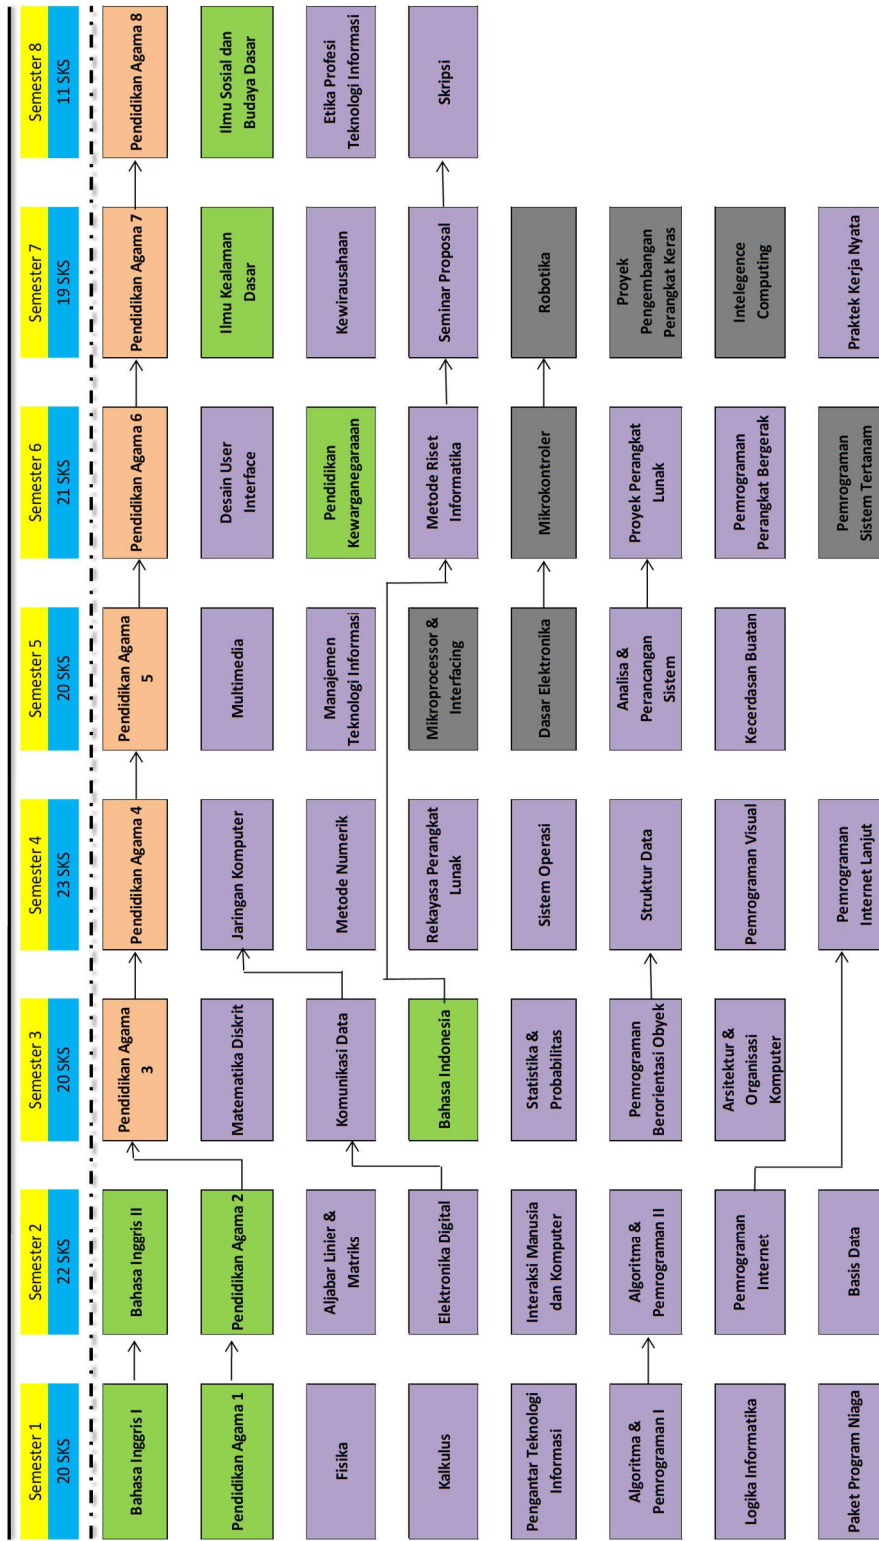 Semester 1
20 SKS
Bahasa Inggris I
Pendidikan Agama 1
Fisika
Kalkulus
Pengantar Teknologi
Informasi
Algoritma &
Pemrograman I
Logika Informatika
Paket Program Niaga
Semester 2
22 SKS
Bahasa Inggris II
Pendidikan Agama 2
Aljabar Linier &
Matriks
Elektronika Digital
Interaksi Manusia
dan Komputer
Algoritma &
Pemrograman II
Pemrograman
Internet
Basis Data
Semester 3
20 SKS
Pendidikan Agama
3
Matematika Diskrit
Komunikasi Data
Bahasa Indonesia
Statistika &
Probabilitas
Pemrograman
Berorientasi Obyek
Arsitektur &
Organisasi
Komputer
Semester 4
23 SKS
Pendidikan Agama 4
Jaringan Komputer
Metode Numerik
Rekayasa Perangkat
Lunak
Sistem Operasi
Struktur Data
Pemrograman Visual
Pemrograman
Internet Lanjut
Semester 5
20 SKS
Pendidikan Agama
5
Multimedia
Manajemen
Teknologi Informasi
Mikroprocessor &
Interfacing
Dasar Elektronika
Analisa &
Perancangan
Sistem
Kecerdasan Buatan
Semester 6
21 SKS
Pendidikan Agama 6
Desain User
Interface
Pendidikan
Kewarganegaraaan
Metode Riset
Informatika
Mikrokontroler
Proyek Perangkat
Lunak
Pemrograman
Perangkat Bergerak
Pemrograman
Sistem Tertanam
Semester 7
19 SKS
Pendidikan Agama 7
Ilmu Kealaman
Dasar
Kewirausahaan
Seminar Proposal
Robotika
Proyek
Pengembangan
Perangkat Keras
Intelegence
Computing
Praktek Kerja Nyata
Semester 8
11 SKS
Pendidikan Agama 8
Ilmu Sosial dan
Budaya Dasar
Etika Profesi
Teknologi Informasi
Skripsi